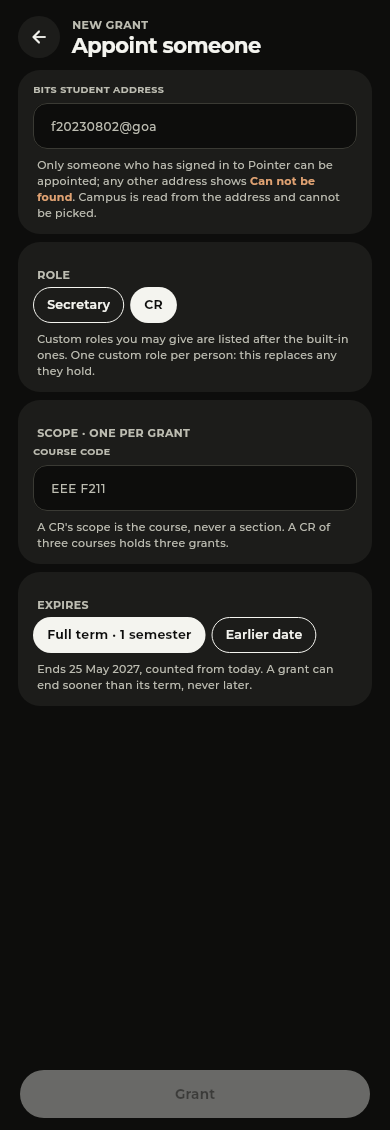 NEW GRANT
Appoint someone
BITS STUDENT ADDRESS
f20230802@goa
Only someone who has signed in to Pointer can be
appointed; any other address shows Can not be
found. Campus is read from the address and cannot
be picked.
ROLE
Secretary CR
Custom roles you may give are listed after the built-in
ones. One custom role per person: this replaces any
they hold.
SCOPE · ONE PER GRANT
COURSE CODE
EEE F211
A CR's scope is the course, never a section. A CR of
three courses holds three grants.
EXPIRES
Full term · 1 semester Earlier date
Ends 25 May 2027, counted from today. A grant can
end sooner than its term, never later.
Grant